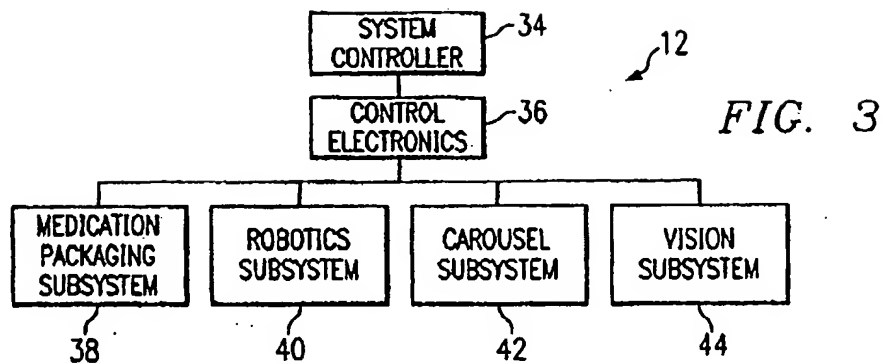 SYSTEM
CONTROLLER
34
12
CONTROL
ELECTRONICS
36
FIG. 3
MEDICATION
PACKAGING
SUBSYSTEM
ROBOTICS
SUBSYSTEM
CAROUSEL
SUBSYSTEM
VISION
SUBSYSTEM
38
40
42
44